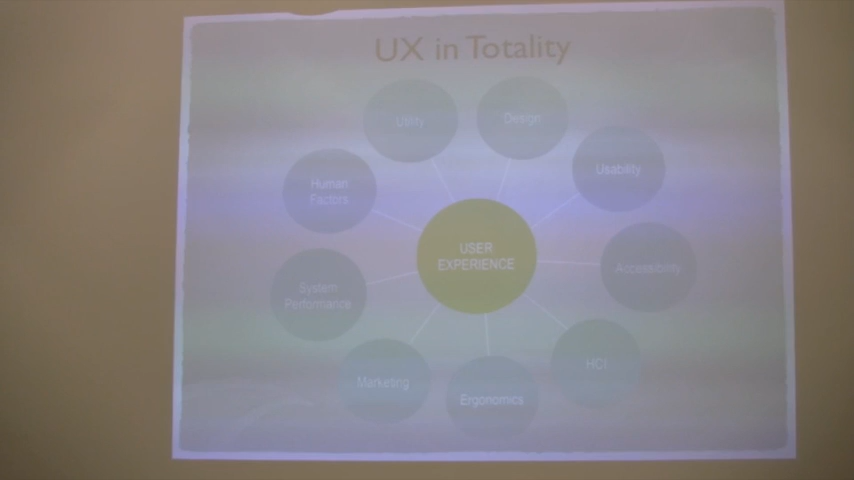 UX in Totality
Utility
Design
Usability
Human
Factors
USER
EXPERIENCE
Accessibility
System
Performance
HCI
Marketing
Ergonomics